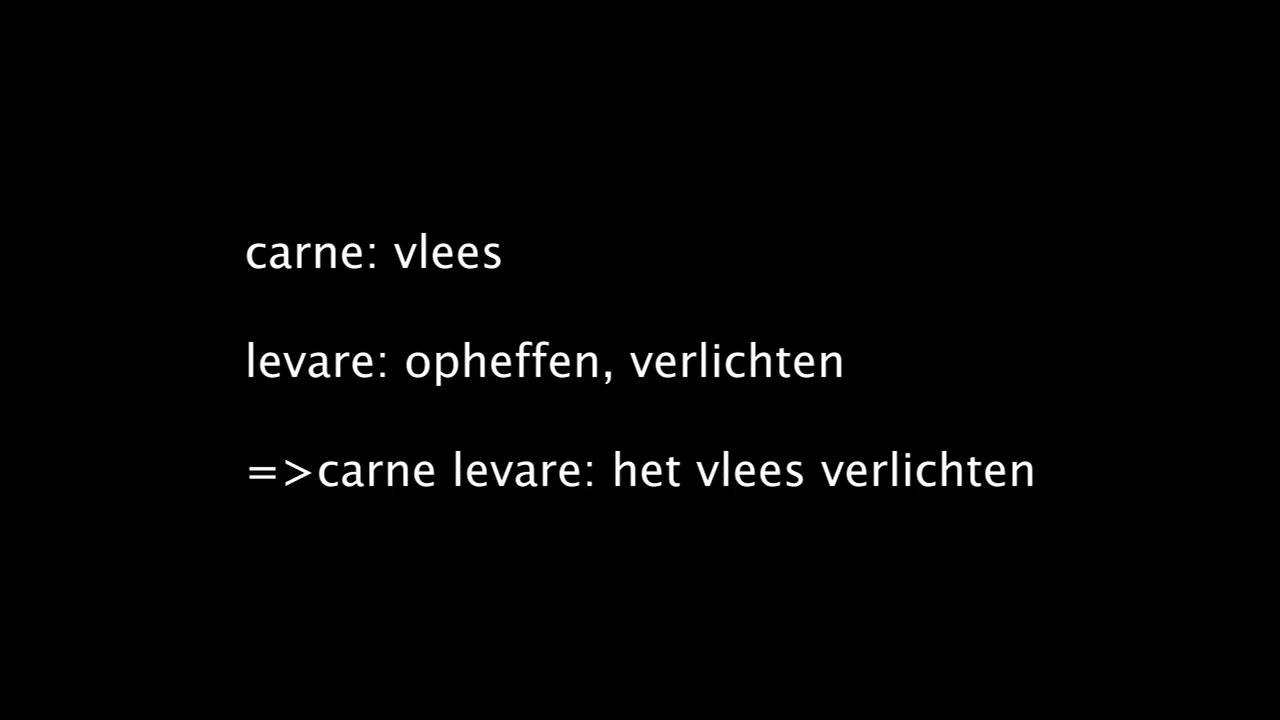 carne: vlees
levare: opheffen, verlichten
=>carne levare: het vlees verlichten